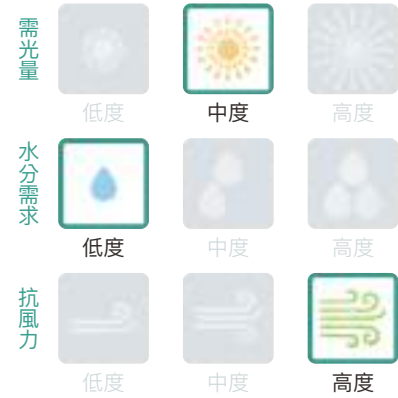 需光量
低度 中度 高度
水分需求
低度 中度 高度
抗風力
低度 中度 高度